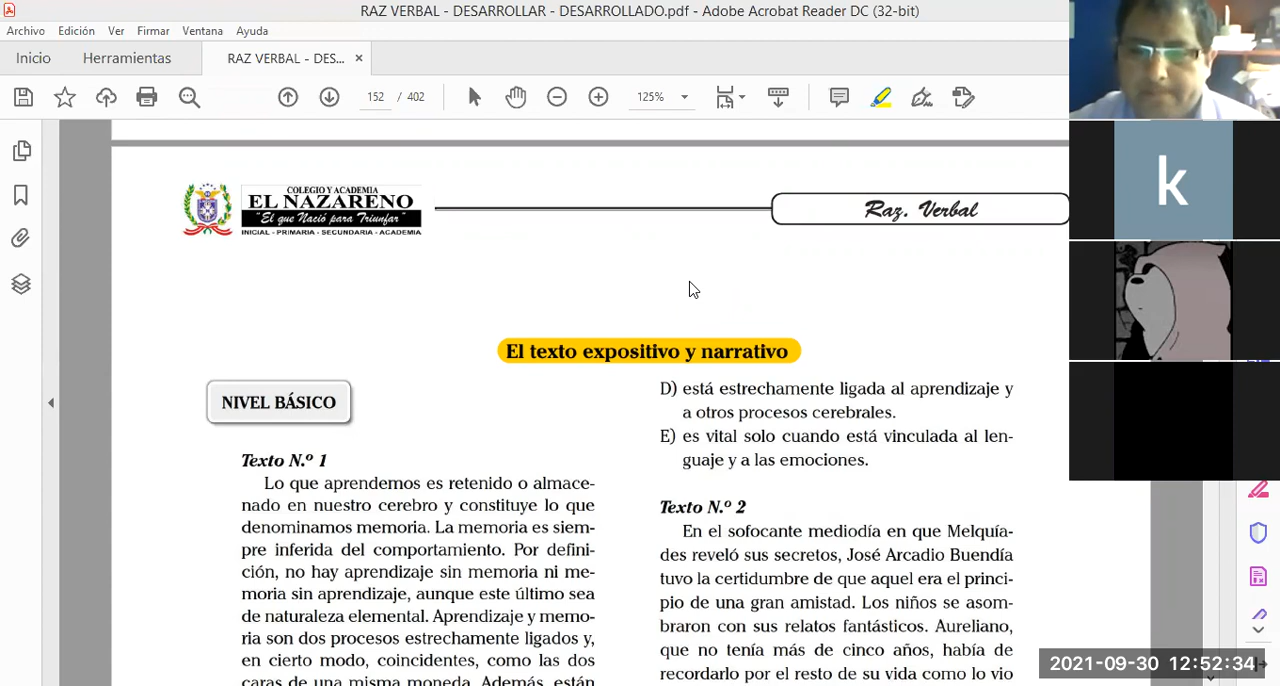 RAZ VERBAL - DESARROLLAR - DESARROLLADO.pdf - Adobe Acrobat Reader DC (32-bit)
Archivo Edición Ver Firmar Ventana Ayuda
Inicio Herramientas RAZ VERBAL - DES... ×
152 / 402 125%
COLEGIO Y ACADEMIA
EL NAZARENO
"El que Nació para Triunfar"
INICIAL - PRIMARIA - SECUNDARIA - ACADEMIA
Raz. Verbal
El texto expositivo y narrativo
NIVEL BÁSICO
Texto N.º 1
Lo que aprendemos es retenido o almace-
nado en nuestro cerebro y constituye lo que
denominamos memoria. La memoria es siem-
pre inferida del comportamiento. Por defini-
ción, no hay aprendizaje sin memoria ni me-
moria sin aprendizaje, aunque este último sea
de naturaleza elemental. Aprendizaje y memo-
ria son dos procesos estrechamente ligados y,
en cierto modo, coincidentes, como las dos
caras de una misma moneda. Además, están
D) está estrechamente ligada al aprendizaje y
a otros procesos cerebrales.
E) es vital solo cuando está vinculada al len-
guaje y a las emociones.
Texto N.º 2
En el sofocante mediodía en que Melquía-
des reveló sus secretos, José Arcadio Buendía
tuvo la certidumbre de que aquel era el princi-
pio de una gran amistad. Los niños se asom-
braron con sus relatos fantásticos. Aureliano,
que no tenía más de cinco años, había de
recordarlo por el resto de su vida como lo vio
k
2021-09-30 12:52:34